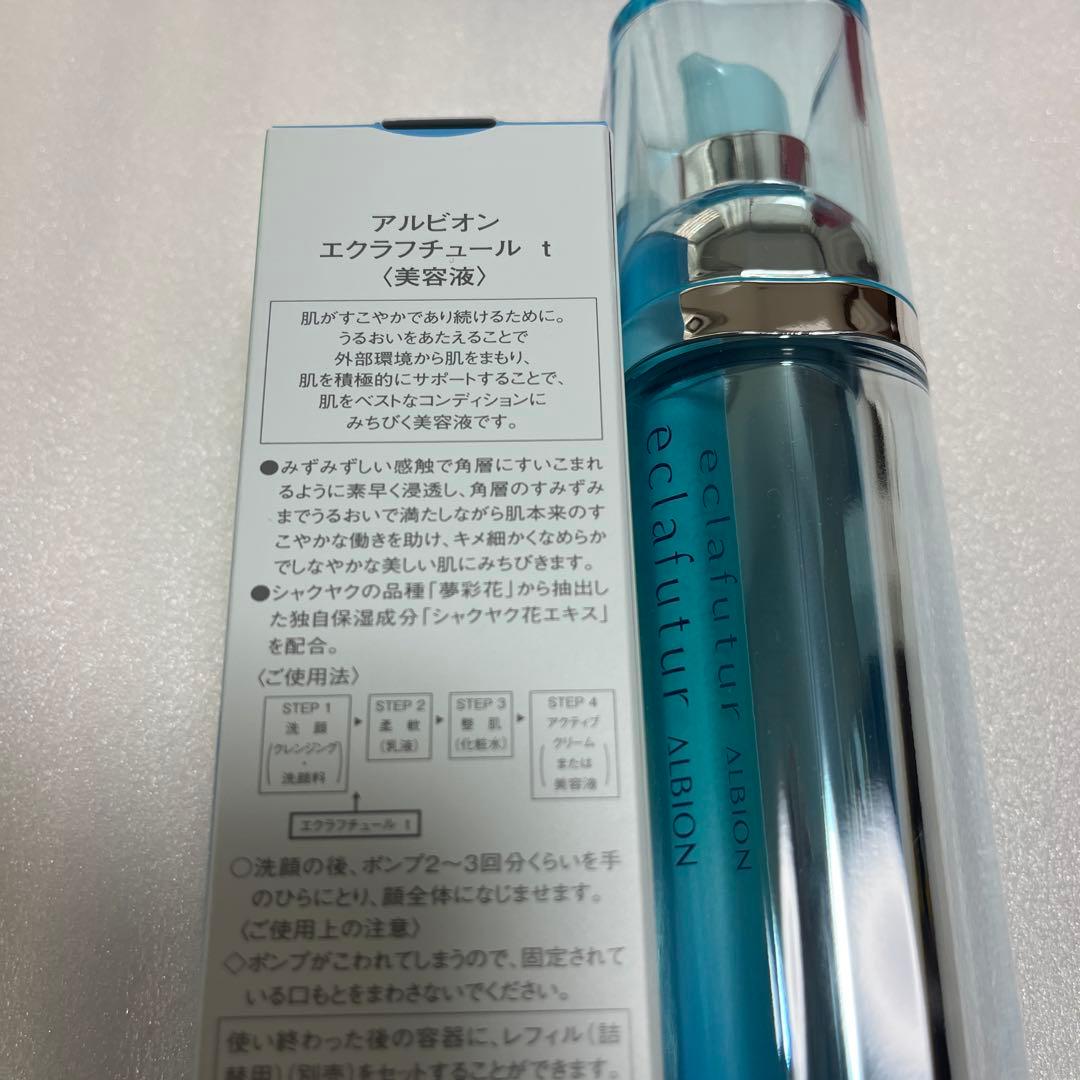 アルビオン
エクラフチュール t
〈美容液〉
肌がすこやかであり続けるために。
うるおいをあたえることで
外部環境から肌をまもり、
肌を積極的にサポートすることで、
肌をベストなコンディションに
みちびく美容液です。
●みずみずしい感触で角層にすいこまれ
るように素早く浸透し、角層のすみずみ
までうるおいで満たしながら肌本来のす
こやかな働きを助け、キメ細かくなめらか
でしなやかな美しい肌にみちびきます。
●シャクヤクの品種「夢彩花」から抽出し
た独自保湿成分「シャクヤク花エキス」
を配合。
〈ご使用法〉
STEP 1
洗顔
(クレンジング・
洗顔料)
STEP 2
柔軟
(乳液)
STEP 3
整肌
(化粧水)
STEP 4
アクティブ
クリーム
または
美容液
エクラフチュール t
○洗顔の後、ポンプ2〜3回分くらいを手
のひらにとり、顔全体になじませます。
〈ご使用上の注意〉
◇ポンプがこわれてしまうので、固定されて
いる口もとをまわさないでください。
使い終わった後の容器に、レフィル(詰
替用)(別売)をセットすることができます。
eclafutur ALBION
eclafutur ALBION